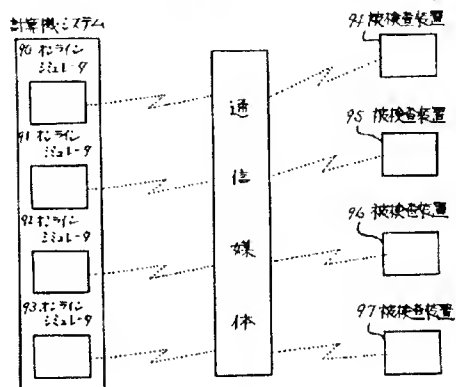 計算機システム
90 オンライン
シミュレータ
91 オンライン
シミュレータ
92 オンライン
シミュレータ
93 オンライン
シミュレータ
通
信
媒
体
94 被検査装置
95 被検査装置
96 被検査装置
97 被検査装置